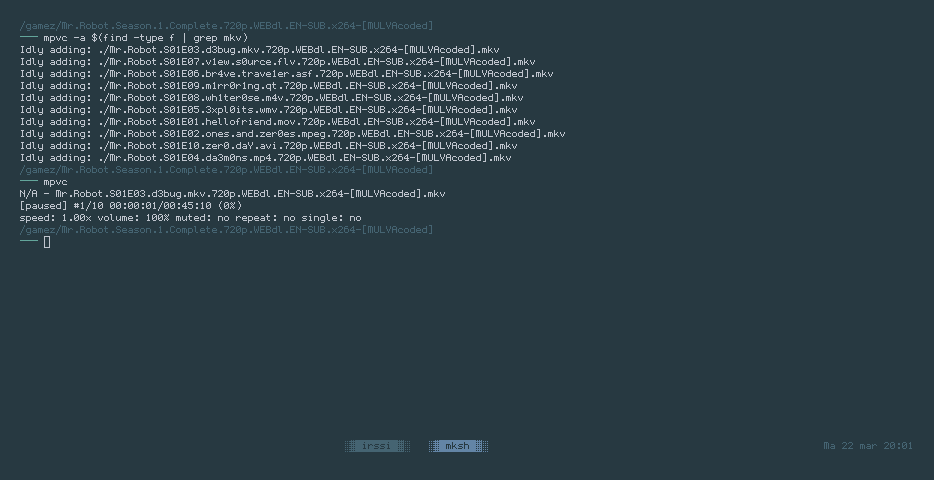 /gamez/Mr.Robot.Season.1.Complete.720p.WEBdl.EN-SUB.x264-[MULVAcoded]
── mpvc -a $(find -type f | grep mkv)
Idly adding: ./Mr.Robot.S01E03.d3bug.mkv.720p.WEBdl.EN-SUB.x264-[MULVAcoded].mkv
Idly adding: ./Mr.Robot.S01E07.v1ew.s0urce.flv.720p.WEBdl.EN-SUB.x264-[MULVAcoded].mkv
Idly adding: ./Mr.Robot.S01E06.br4ve.trave1er.asf.720p.WEBdl.EN-SUB.x264-[MULVAcoded].mkv
Idly adding: ./Mr.Robot.S01E09.m1rr0r1ng.qt.720p.WEBdl.EN-SUB.x264-[MULVAcoded].mkv
Idly adding: ./Mr.Robot.S01E08.wh1ter0se.m4v.720p.WEBdl.EN-SUB.x264-[MULVAcoded].mkv
Idly adding: ./Mr.Robot.S01E05.3xpl0its.wmv.720p.WEBdl.EN-SUB.x264-[MULVAcoded].mkv
Idly adding: ./Mr.Robot.S01E01.hellofriend.mov.720p.WEBdl.EN-SUB.x264-[MULVAcoded].mkv
Idly adding: ./Mr.Robot.S01E02.ones.and.zer0es.mpeg.720p.WEBdl.EN-SUB.x264-[MULVAcoded].mkv
Idly adding: ./Mr.Robot.S01E10.zer0.daY.avi.720p.WEBdl.EN-SUB.x264-[MULVAcoded].mkv
Idly adding: ./Mr.Robot.S01E04.da3m0ns.mp4.720p.WEBdl.EN-SUB.x264-[MULVAcoded].mkv
/gamez/Mr.Robot.Season.1.Complete.720p.WEBdl.EN-SUB.x264-[MULVAcoded]
── mpvc
N/A - Mr.Robot.S01E03.d3bug.mkv.720p.WEBdl.EN-SUB.x264-[MULVAcoded].mkv
[paused] #1/10 00:00:01/00:45:10 (0%)
speed: 1.00x volume: 100% muted: no repeat: no single: no
/gamez/Mr.Robot.Season.1.Complete.720p.WEBdl.EN-SUB.x264-[MULVAcoded]
──
irssi mksh Ma 22 mar 20:01